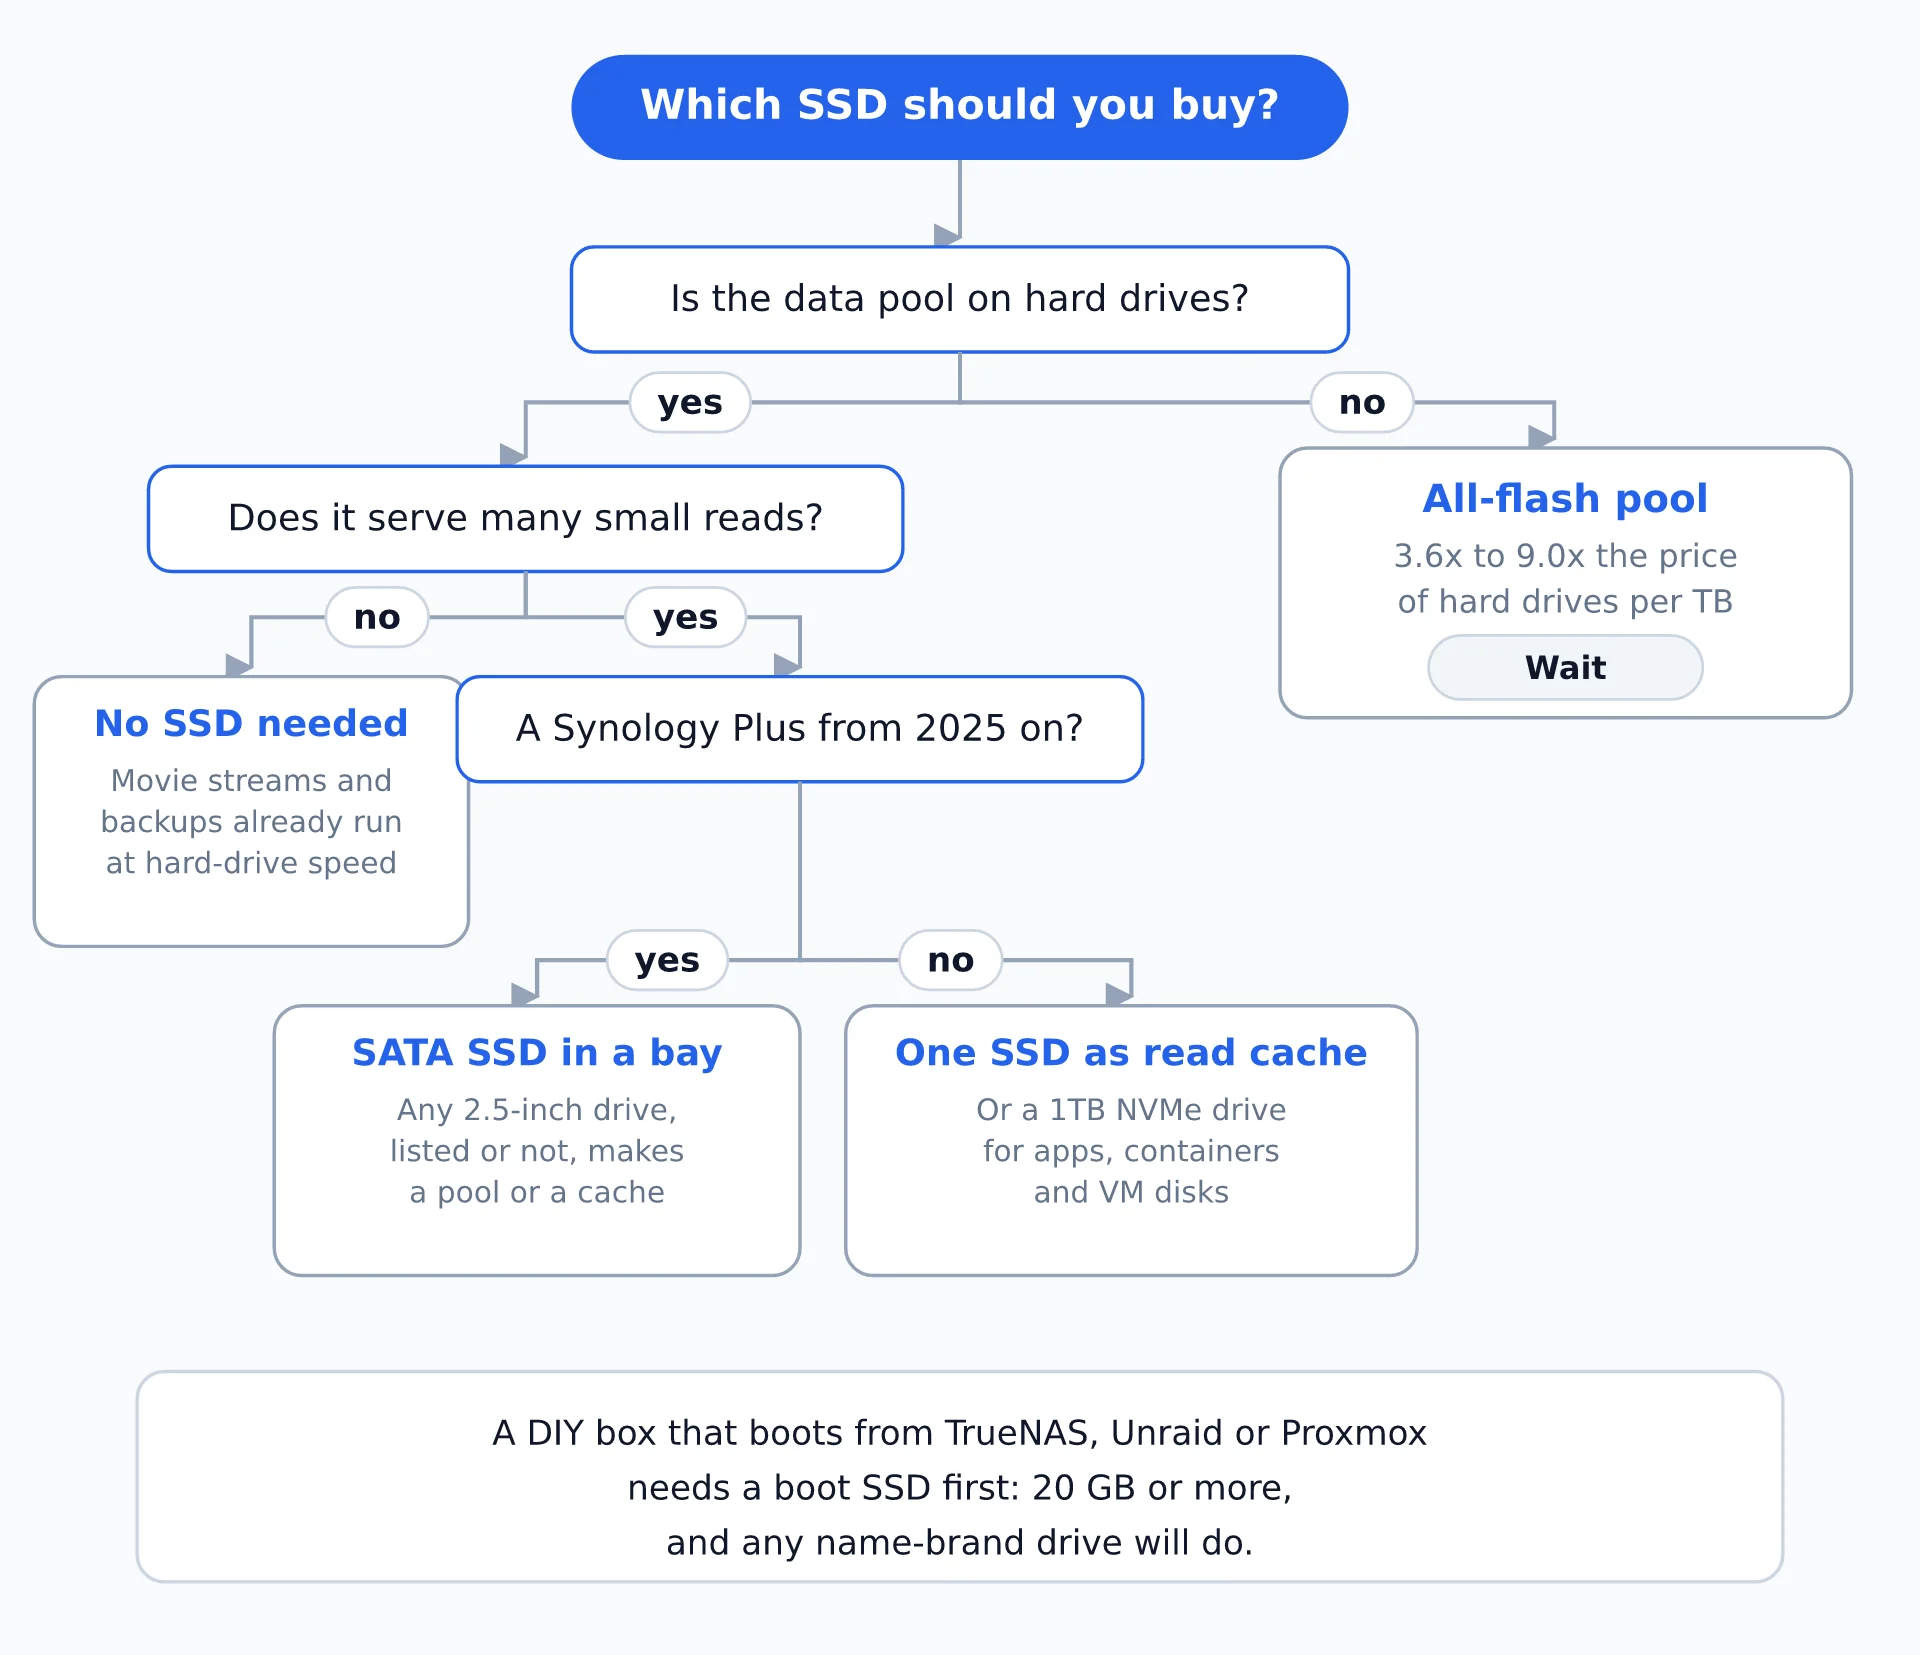 Which SSD should you buy?
Is the data pool on hard drives?
yes
no
Does it serve many small reads?
All-flash pool
3.6x to 9.0x the price
of hard drives per TB
Wait
no
yes
No SSD needed
Movie streams and
backups already run
at hard-drive speed
A Synology Plus from 2025 on?
yes
no
SATA SSD in a bay
Any 2.5-inch drive,
listed or not, makes
a pool or a cache
One SSD as read cache
Or a 1TB NVMe drive
for apps, containers
and VM disks
A DIY box that boots from TrueNAS, Unraid or Proxmox
needs a boot SSD first: 20 GB or more,
and any name-brand drive will do.